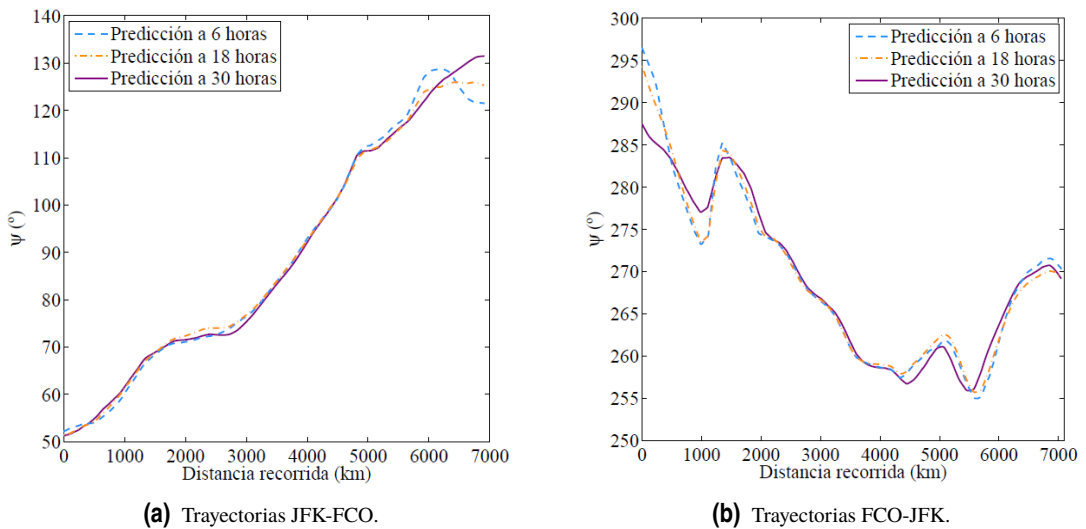 140
130
120
110
100
90
80
70
60
50
ψ (º)
Predicción a 6 horas
Predicción a 18 horas
Predicción a 30 horas
0 1000 2000 3000 4000 5000 6000 7000
Distancia recorrida (km)
(a) Trayectorias JFK-FCO.
300
295
290
285
280
275
270
265
260
255
250
ψ (º)
Predicción a 6 horas
Predicción a 18 horas
Predicción a 30 horas
0 1000 2000 3000 4000 5000 6000 7000
Distancia recorrida (km)
(b) Trayectorias FCO-JFK.